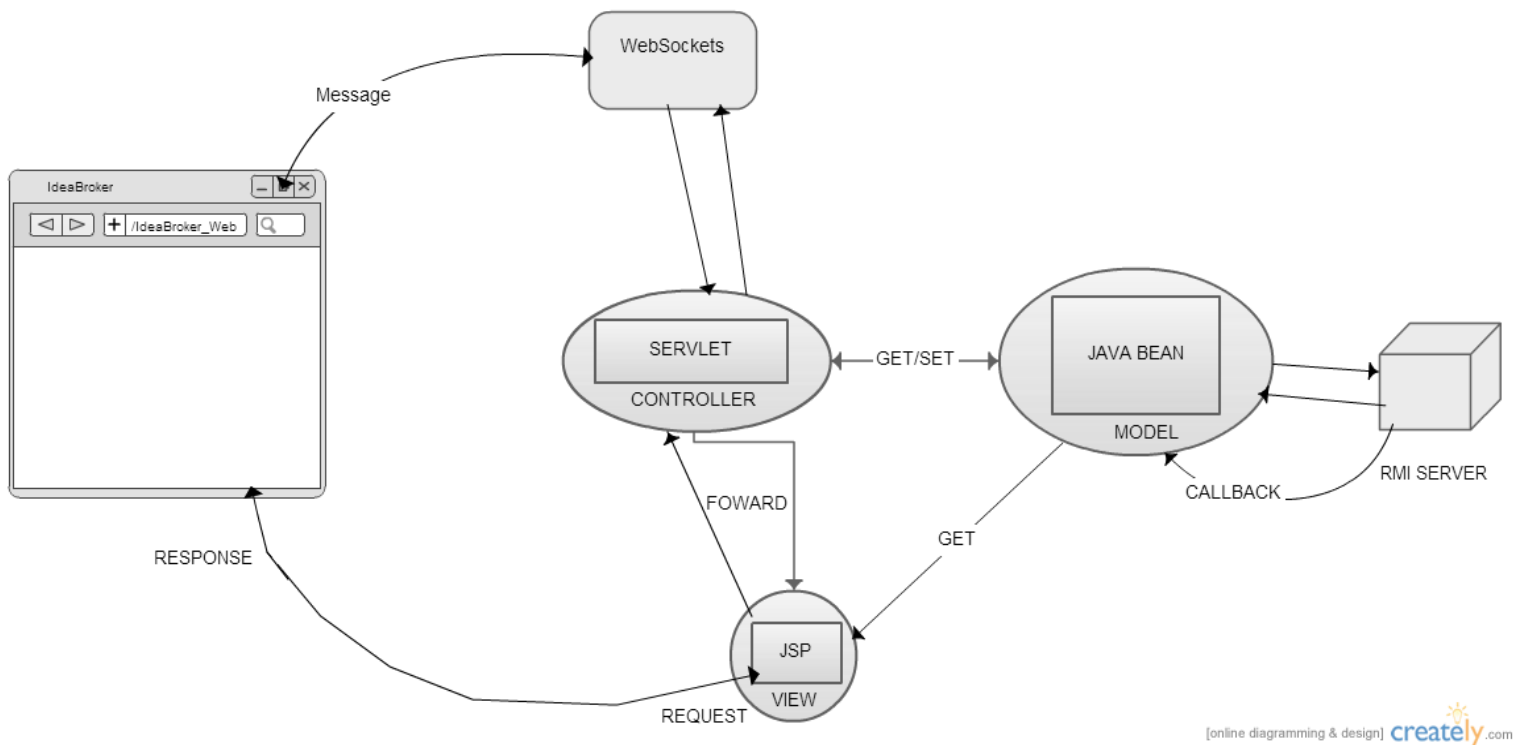 WebSockets
Message
IdeaBroker
/IdeaBroker_Web
SERVLET
CONTROLLER
GET/SET
JAVA BEAN
MODEL
RMI SERVER
CALLBACK
FOWARD
GET
RESPONSE
JSP
VIEW
REQUEST
[online diagramming & design] creately.com